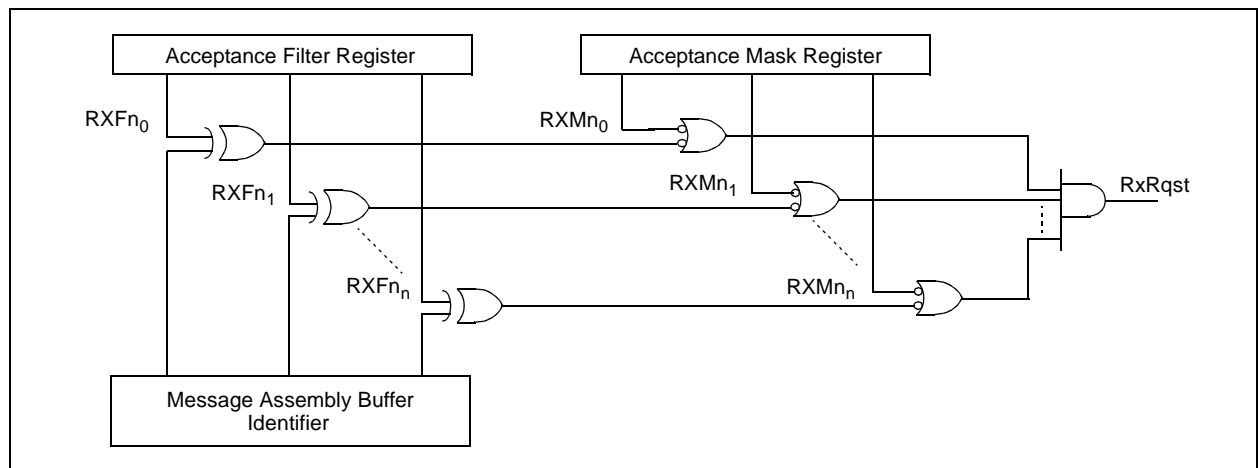 Acceptance Filter Register
Acceptance Mask Register
RXFn0
RXMn0
RXFn1
RXMn1
RxRqst
RXFnn
RXMnn
Message Assembly Buffer
Identifier